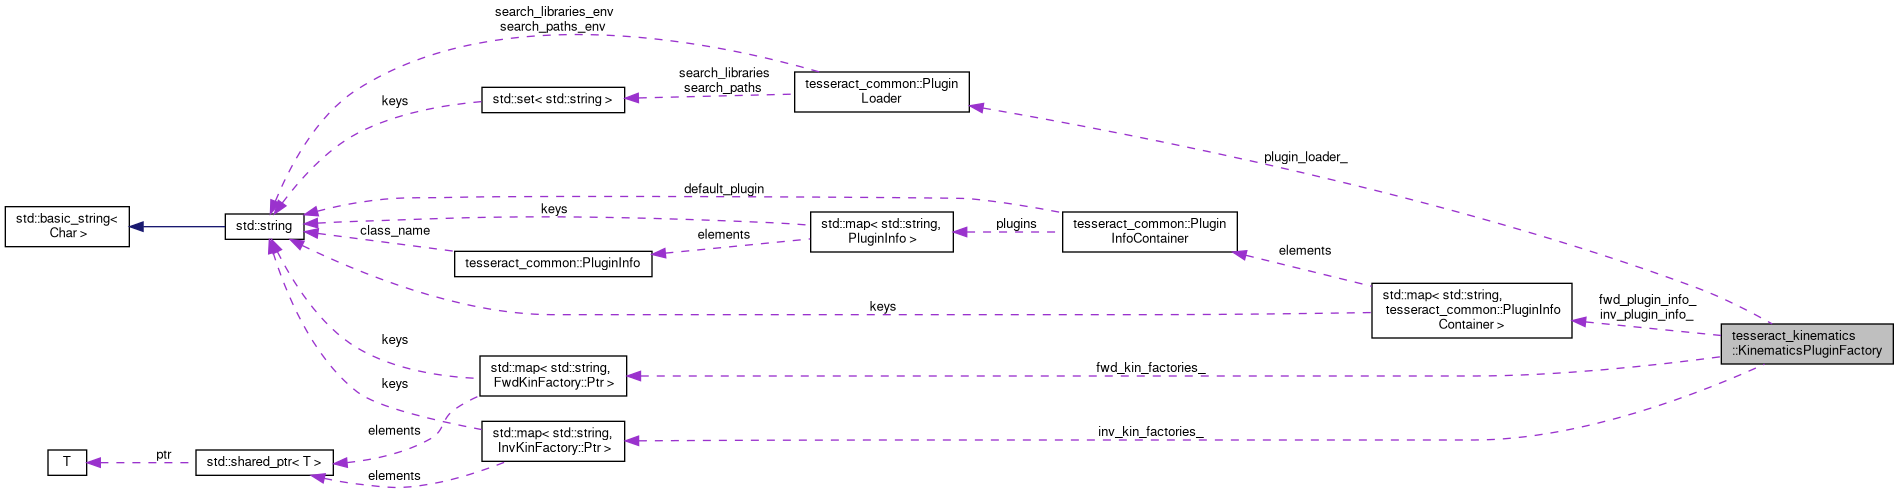 search_libraries_env
search_paths_env
search_libraries
search_paths
tesseract_common::Plugin
Loader
keys
std::set< std::string >
plugin_loader_
default_plugin
std::basic_string<
Char >
std::string
keys
class_name
std::map< std::string,
PluginInfo >
plugins
tesseract_common::Plugin
InfoContainer
elements
tesseract_common::PluginInfo
elements
keys
std::map< std::string,
tesseract_common::PluginInfo
Container >
fwd_plugin_info_
inv_plugin_info_
tesseract_kinematics
::KinematicsPluginFactory
keys
std::map< std::string,
FwdKinFactory::Ptr >
fwd_kin_factories_
keys
elements
std::map< std::string,
InvKinFactory::Ptr >
inv_kin_factories_
T
ptr
std::shared_ptr< T >
elements